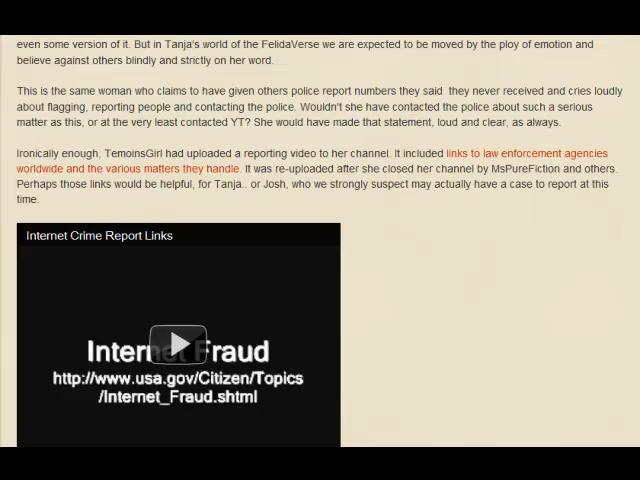 even some version of it. But in Tanja's world of the FelidaVerse we are expected to be moved by the ploy of emotion and
believe against others blindly and strictly on her word.
This is the same woman who claims to have given others police report numbers they said  they never received and cries loudly
about flagging, reporting people and contacting the police. Wouldn't she have contacted the police about such a serious
matter as this, or at the very least contacted YT? She would have made that statement, loud and clear, as always.
Ironically enough, TemoinsGirl had uploaded a reporting video to her channel. It included links to law enforcement agencies
worldwide and the various matters they handle. It was re-uploaded after she closed her channel by MsPureFiction and others.
Perhaps those links would be helpful, for Tanja.. or Josh, who we strongly suspect may actually have a case to report at this
time.
Internet Crime Report Links
Internet Fraud
http://www.usa.gov/Citizen/Topics
/Internet_Fraud.shtml